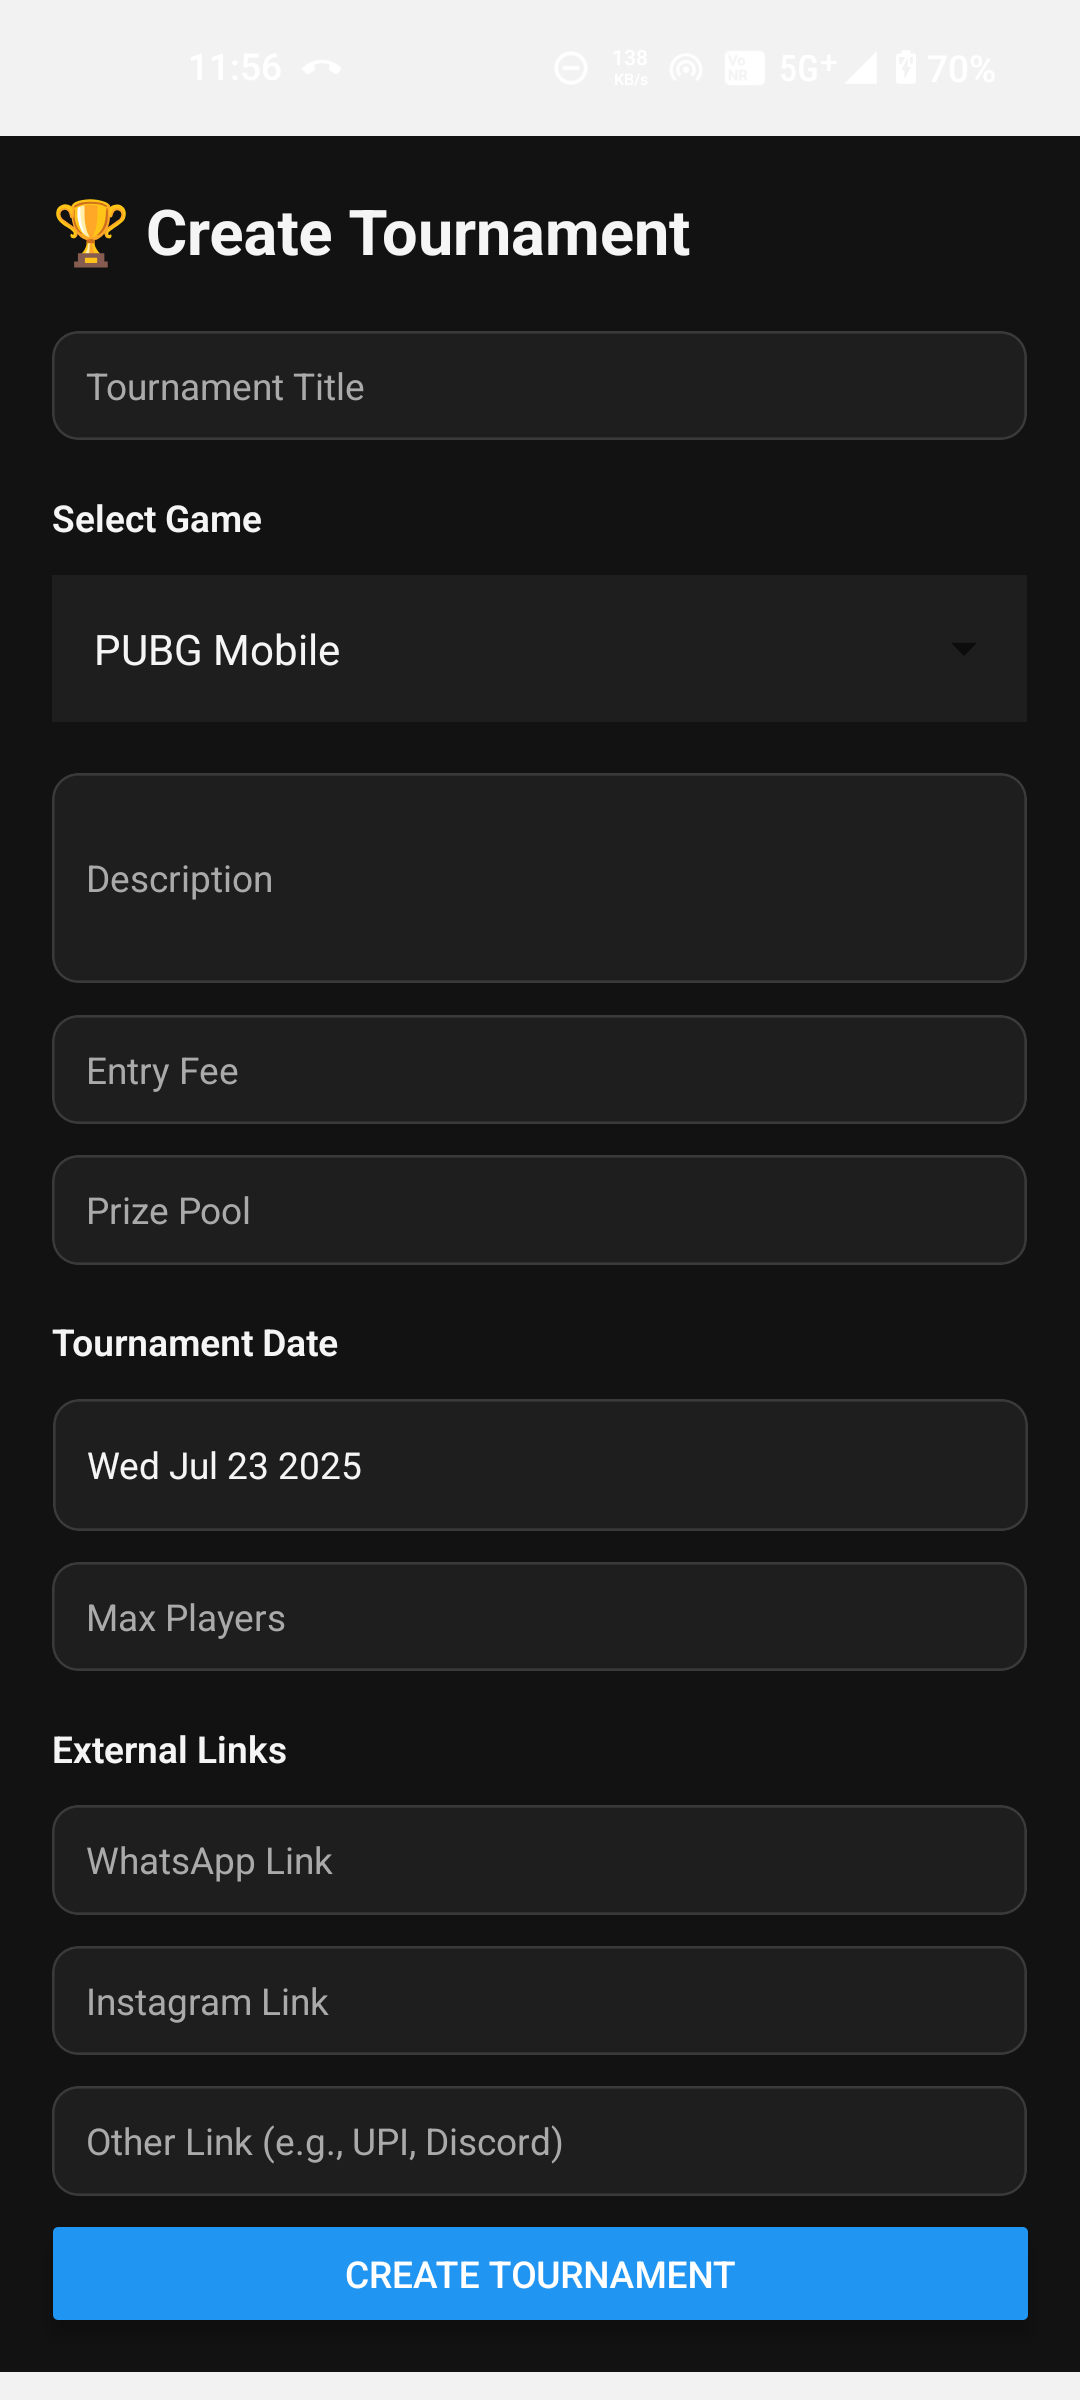 11:56 138 KB/s Vo NR 5G+ 70 70%
🏆 Create Tournament
Tournament Title
Select Game
PUBG Mobile
Description
Entry Fee
Prize Pool
Tournament Date
Wed Jul 23 2025
Max Players
External Links
WhatsApp Link
Instagram Link
Other Link (e.g., UPI, Discord)
CREATE TOURNAMENT